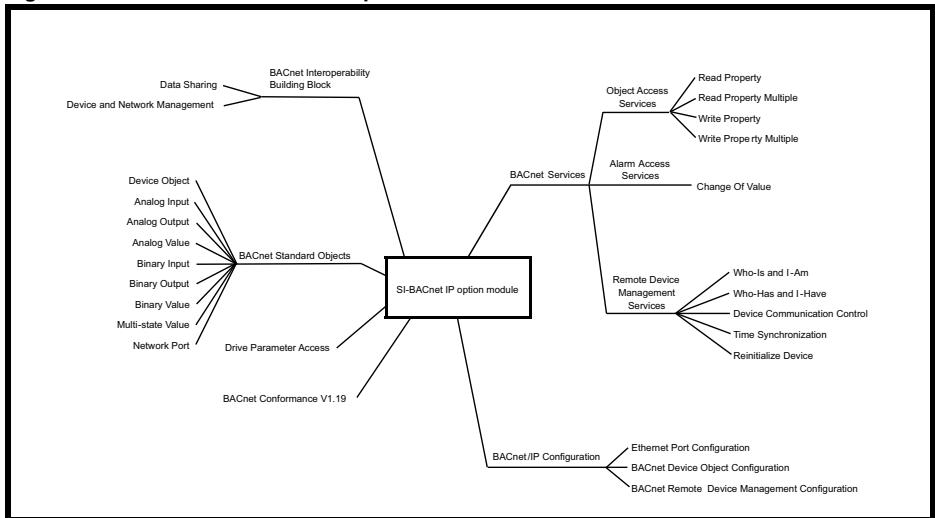 BACnet Interoperability
Building Block
Data Sharing
Device and Network Management
Device Object
Analog Input
Analog Output
Analog Value
Binary Input
Binary Output
Binary Value
Multi-state Value
Network Port
BACnet Standard Objects
Drive Parameter Access
BACnet Conformance V1.19
SI-BACnet IP option module
BACnet Services
Object Access
Services
Read Property
Read Property Multiple
Write Property
Write Property Multiple
Alarm Access
Services
Change Of Value
Remote Device
Management
Services
Who-Is and I-Am
Who-Has and I-Have
Device Communication Control
Time Synchronization
Reinitialize Device
BACnet/IP Configuration
Ethernet Port Configuration
BACnet Device Object Configuration
BACnet Remote Device Management Configuration